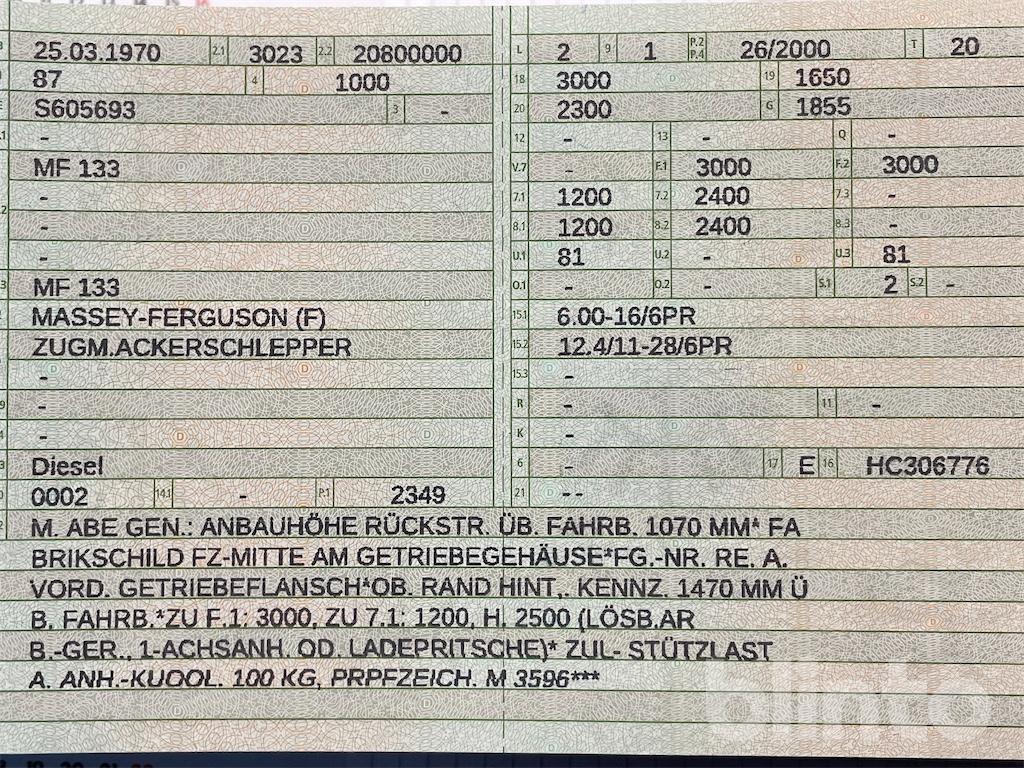 25.03.1970 2.1 3023 2.2 20800000
87 4 1000
S605693 3 -
-
MF 133
-
-
-
MF 133
MASSEY-FERGUSON (F)
ZUGM.ACKERSCHLEPPER
-
-
-
Diesel
0002 14.1 - P.1 2349
L 2 9 1 P.2 P.4 26/2000 T 20
18 3000 19 1650
20 2300 G 1855
12 - 13 - Q -
V.7 - F.1 3000 F.2 3000
7.1 1200 7.2 2400 7.3 -
8.1 1200 8.2 2400 8.3 -
U.1 81 U.2 - U.3 81
O.1 - O.2 - S.1 2 S.2 -
15.1 6.00-16/6PR
15.2 12.4/11-28/6PR
15.3 -
R - 11 -
K -
6 - 17 E 16 HC306776
21 --
M. ABE GEN.: ANBAUHÖHE RÜCKSTR. ÜB. FAHRB. 1070 MM* FA
BRIKSCHILD FZ-MITTE AM GETRIEBEGEHÄUSE*FG.-NR. RE. A.
VORD. GETRIEBEFLANSCH*OB. RAND HINT,. KENNZ. 1470 MM Ü
B. FAHRB.*ZU F.1: 3000, ZU 7.1: 1200, H. 2500 (LÖSB.AR
B.-GER., 1-ACHSANH. OD. LADEPRITSCHE)* ZUL- STÜTZLAST
A. ANH.-KUOOL. 100 KG, PRPFZEICH. M 3596***
blinto